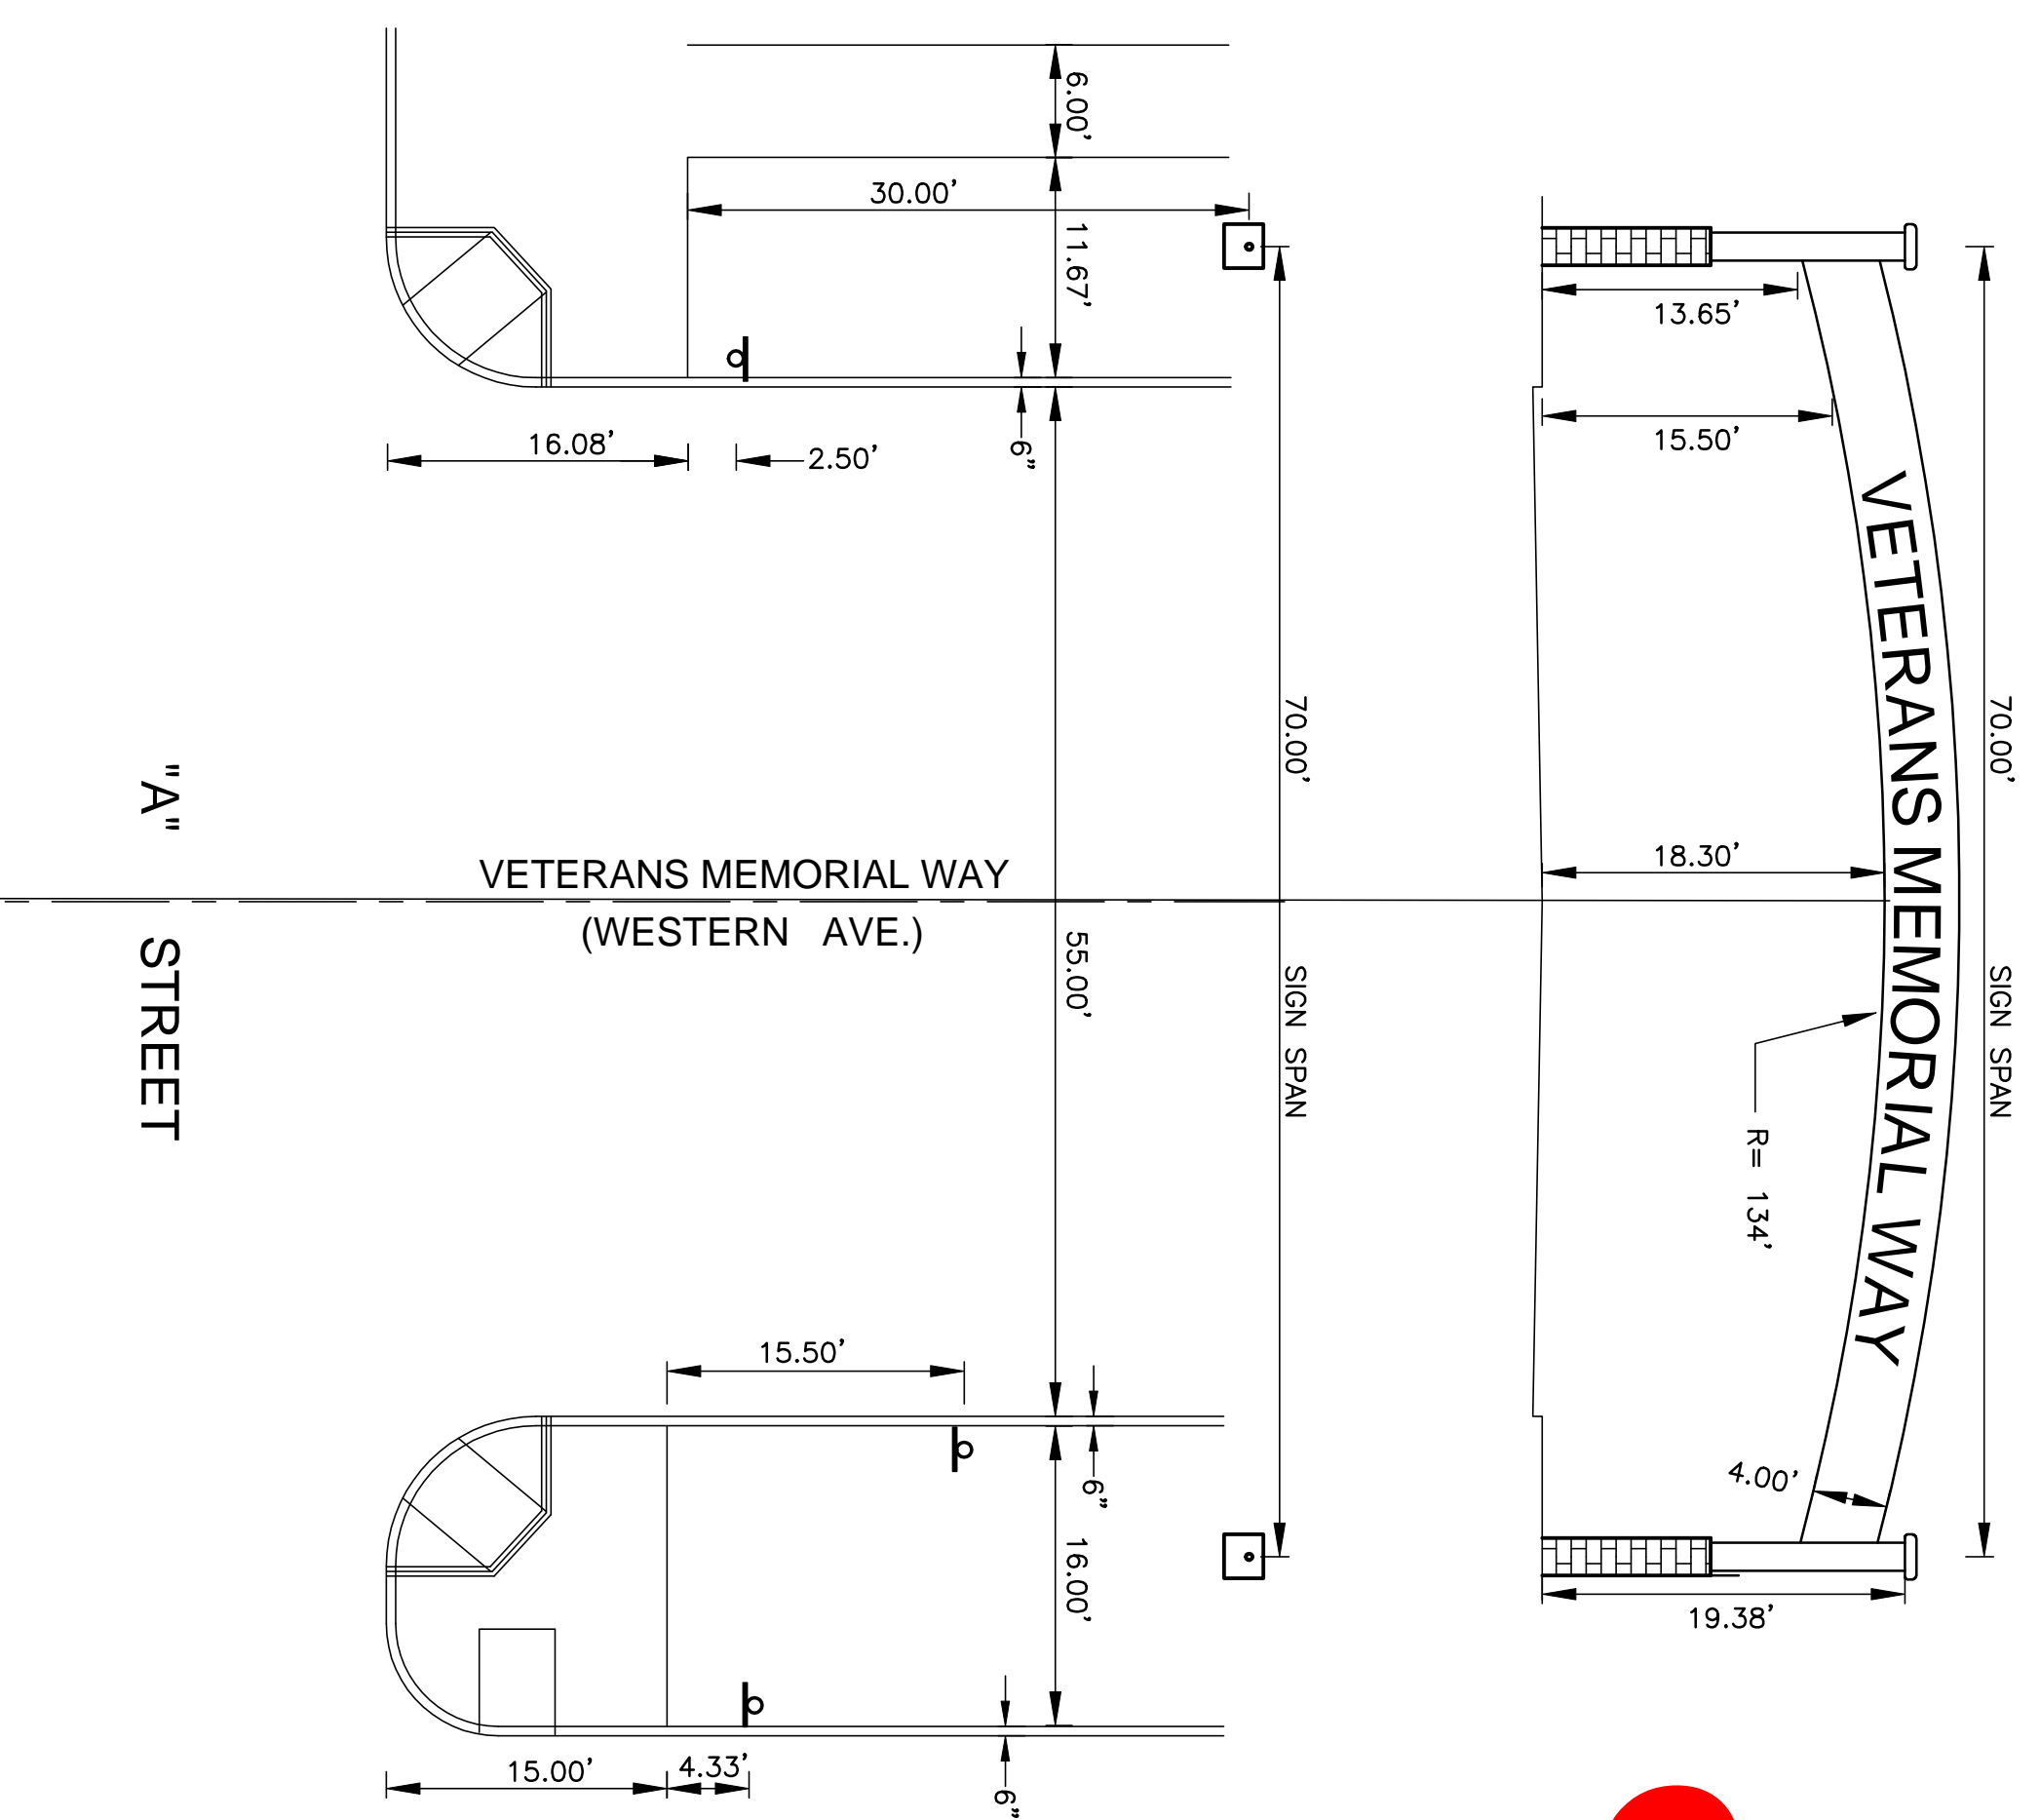 6.00'
30.00'
11.67'
6"
16.08'
2.50'
13.65'
15.50'
70.00'
SIGN SPAN
70.00'
SIGN SPAN
VETERANS MEMORIAL WAY
18.30'
VETERANS MEMORIAL WAY
(WESTERN AVE.)
55.00'
"A" STREET
R= 134'
15.50'
6"
16.00'
4.00'
19.38'
15.00'
4.33'
6"